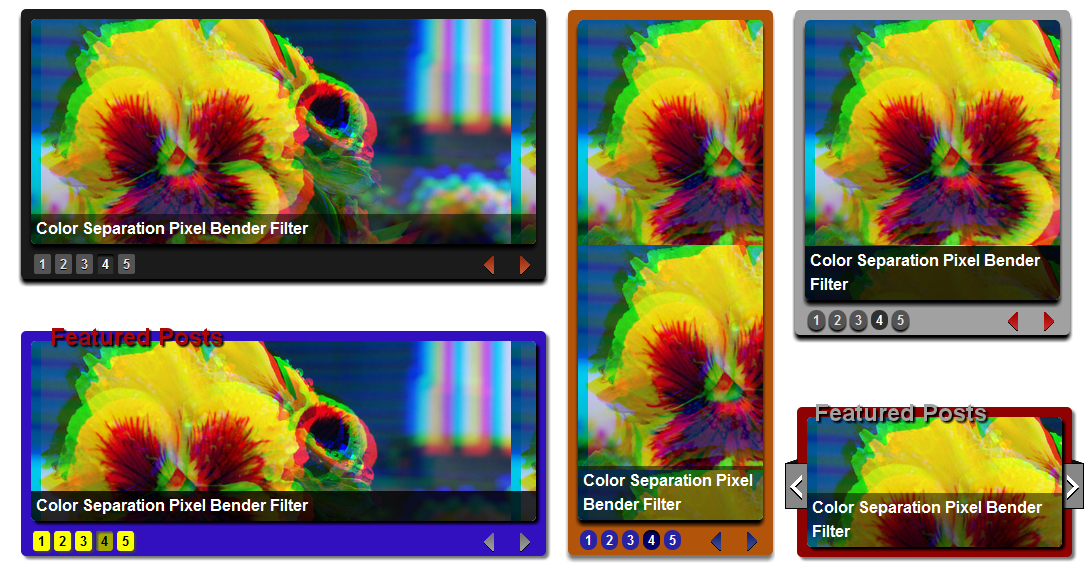 Color Separation Pixel Bender Filter
1 2 3 4 5
Featured Posts
Color Separation Pixel Bender Filter
1 2 3 4 5
Color Separation Pixel
Bender Filter
1 2 3 4 5
Color Separation Pixel Bender
Filter
1 2 3 4 5
Featured Posts
Color Separation Pixel Bender
Filter